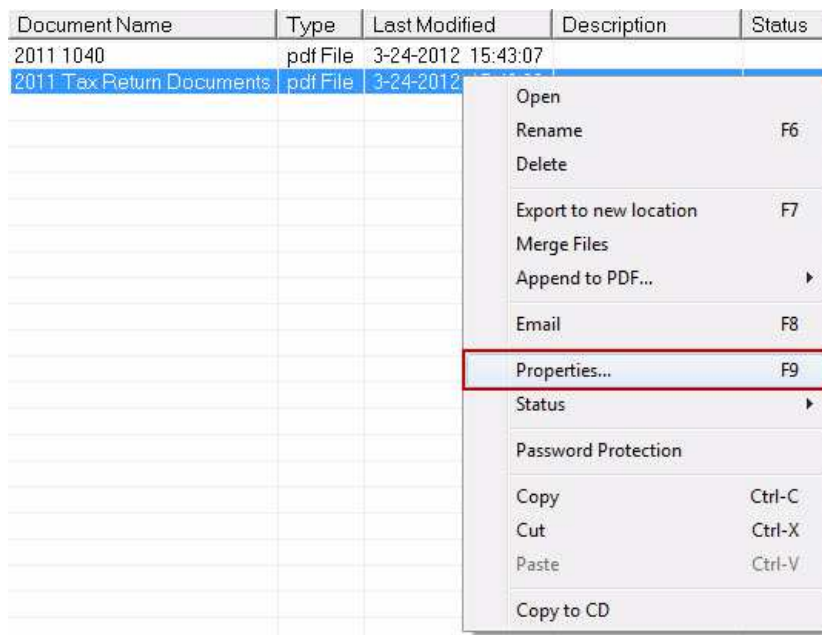 Document Name Type Last Modified Description Status
2011 1040 pdf File 3-24-2012 15:43:07
2011 Tax Return Documents pdf File 3-24-2012
Open
Rename F6
Delete
Export to new location F7
Merge Files
Append to PDF...
Email F8
Properties... F9
Status
Password Protection
Copy Ctrl-C
Cut Ctrl-X
Paste Ctrl-V
Copy to CD